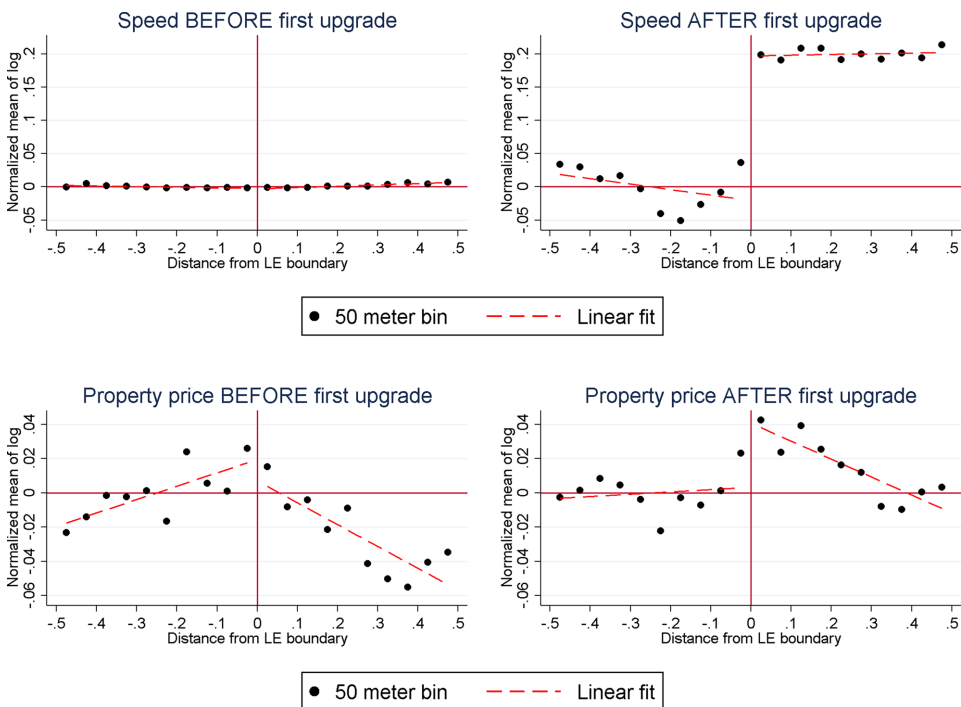 Speed BEFORE first upgrade
Normalized mean of log
-.05 0 .05 .1 .15 .2
-.5 -.4 -.3 -.2 -.1 0 .1 .2 .3 .4 .5
Distance from LE boundary
Speed AFTER first upgrade
Normalized mean of log
-.05 0 .05 .1 .15 .2
-.5 -.4 -.3 -.2 -.1 0 .1 .2 .3 .4 .5
Distance from LE boundary
50 meter bin Linear fit
Property price BEFORE first upgrade
Normalized mean of log
-.06 -.04 -.02 0 .02 .04
-.5 -.4 -.3 -.2 -.1 0 .1 .2 .3 .4 .5
Distance from LE boundary
Property price AFTER first upgrade
Normalized mean of log
-.06 -.04 -.02 0 .02 .04
-.5 -.4 -.3 -.2 -.1 0 .1 .2 .3 .4 .5
Distance from LE boundary
50 meter bin Linear fit